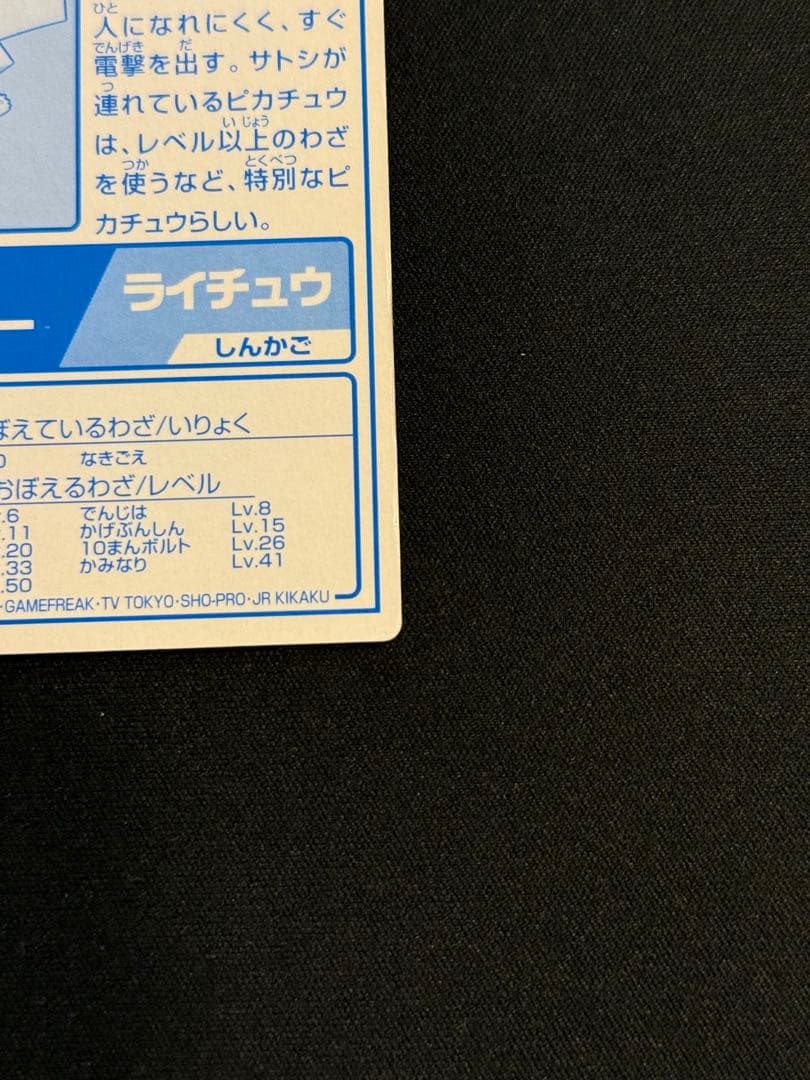 人になれにくく、すぐ
電撃を出す。サトシが
連れているピカチュウ
は、レベル以上のわざ
を使うなど、特別なピ
カチュウらしい。
ライチュウ
しんかご
ぼえているわざ/いりょく
0 なきごえ
おぼえるわざ/レベル
.6 でんじは Lv.8
.11 かげぶんしん Lv.15
.20 10まんボルト Lv.26
.33 かみなり Lv.41
.50
・GAMEFREAK・TV TOKYO・SHO-PRO・JR KIKAKU